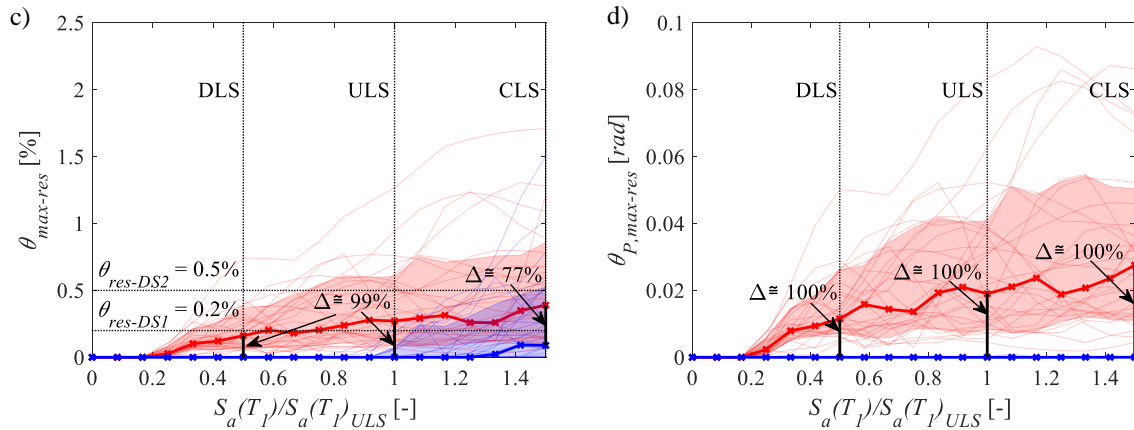 c)
θmax-res [%]
2.5
2
1.5
1
0.5
0
DLS
ULS
CLS
θres-DS2 = 0.5%
θres-DS1 = 0.2%
Δ≅ 99%
Δ≅ 77%
0 0.2 0.4 0.6 0.8 1 1.2 1.4
Sa(T1)/Sa(T1)ULS [-]
d)
θP,max-res [rad]
0.1
0.08
0.06
0.04
0.02
0
DLS
ULS
CLS
Δ≅ 100%
Δ≅ 100%
Δ≅ 100%
0 0.2 0.4 0.6 0.8 1 1.2 1.4
Sa(T1)/Sa(T1)ULS [-]